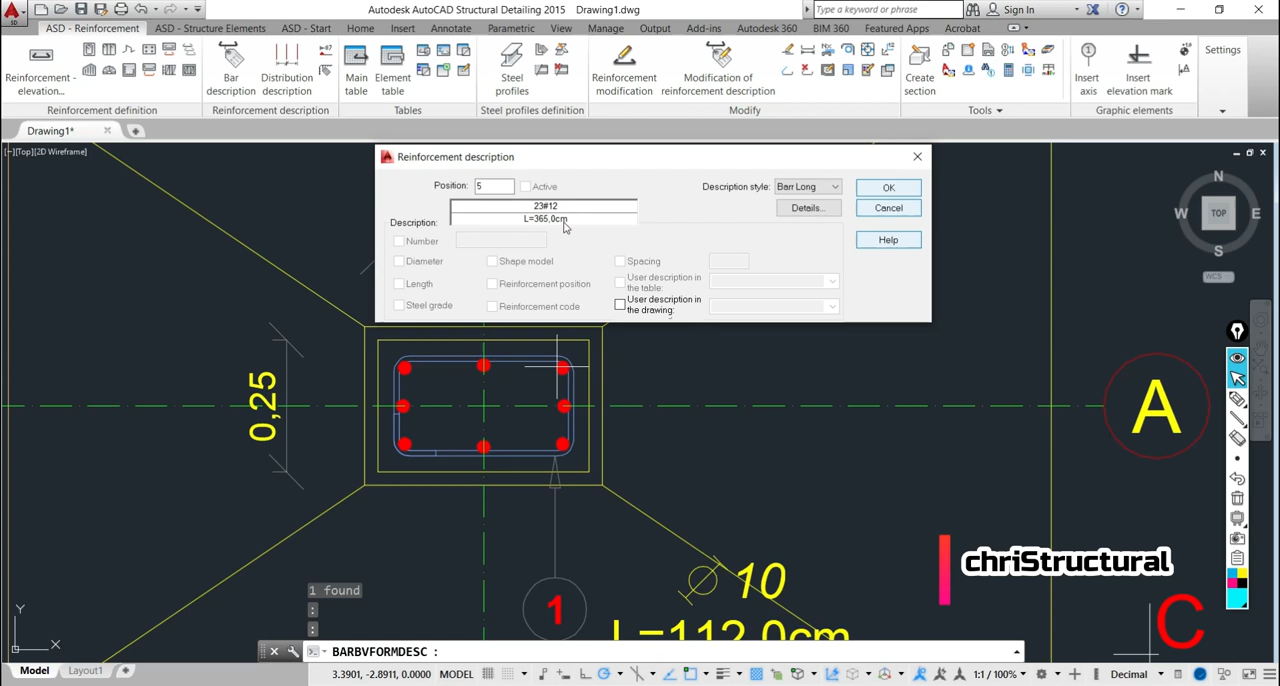 Autodesk AutoCAD Structural Detailing 2015 Drawing1.dwg
Type a keyword or phrase
Sign In
SD
ASD - Reinforcement
ASD - Structure Elements
Reinforcement
Home
Insert
Annotate
Parametric
View
Manage
Output
Add-ins
Autodesk 360
BIM 360
Featured Apps
Acrobat
Reinforcement -
elevation...
Bar
description
Distribution
description
Main
table
Element
table
Steel
profiles
Reinforcement
modification
Modification of
reinforcement description
Create
section
Insert
axis
Insert
elevation mark
Settings
Reinforcement definition
Reinforcement description
Tables
Steel profiles definition
Modify
Tools
Graphic elements
Drawing1*
[−][Top][2D Wireframe]
Reinforcement description
Position:
5
Active
Description style:
Barr Long
OK
23#12
L=365,0cm
Details...
Cancel
Description:
Help
Number
Diameter
Shape model
Spacing
Length
Reinforcement position
User description in
the table:
Steel grade
Reinforcement code
User description in
the drawing:
N
W
TOP
E
S
WCS
0,25
A
1
10
L=112,0cm
C
chriStructural
1 found
:
:
Y
X
BARBVFORMDESC :
Model
Layout1
3.3901, -2.8911, 0.0000
MODEL
1:1 / 100%
Decimal